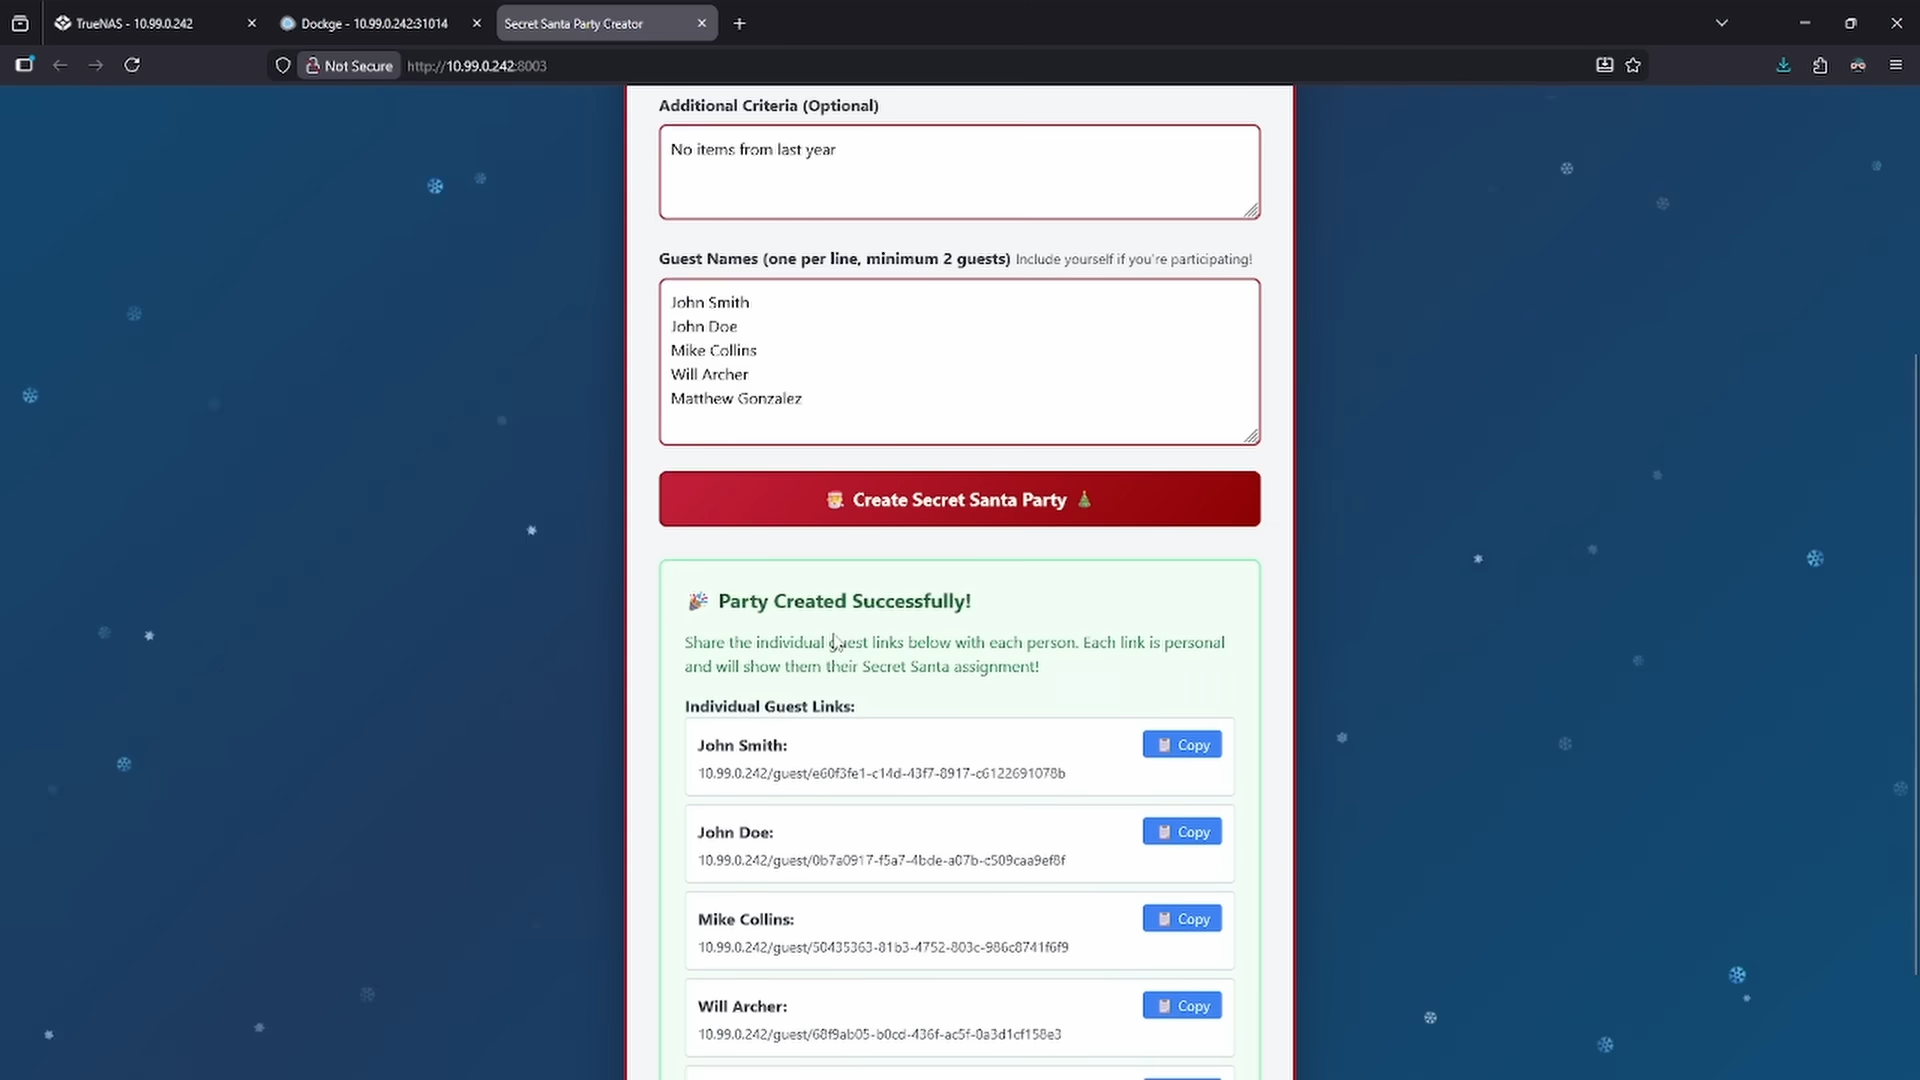 TrueNAS - 10.99.0.242
Dockge - 10.99.0.242:31014
Secret Santa Party Creator
Not Secure
http://10.99.0.242:8003
Additional Criteria (Optional)
No items from last year
Guest Names (one per line, minimum 2 guests) Include yourself if you're participating!
John Smith
John Doe
Mike Collins
Will Archer
Matthew Gonzalez
Create Secret Santa Party
Party Created Successfully!
Share the individual guest links below with each person. Each link is personal
and will show them their Secret Santa assignment!
Individual Guest Links:
John Smith:
Copy
10.99.0.242/guest/e60f3fe1-c14d-43f7-8917-c6122691078b
John Doe:
Copy
10.99.0.242/guest/0b7a0917-f5a7-4bde-a07b-c509caa9ef8f
Mike Collins:
Copy
10.99.0.242/guest/50435363-81b3-4752-803c-986c8741f6f9
Will Archer:
Copy
10.99.0.242/guest/68f9ab05-b0cd-436f-ac5f-0a3d1cf158e3